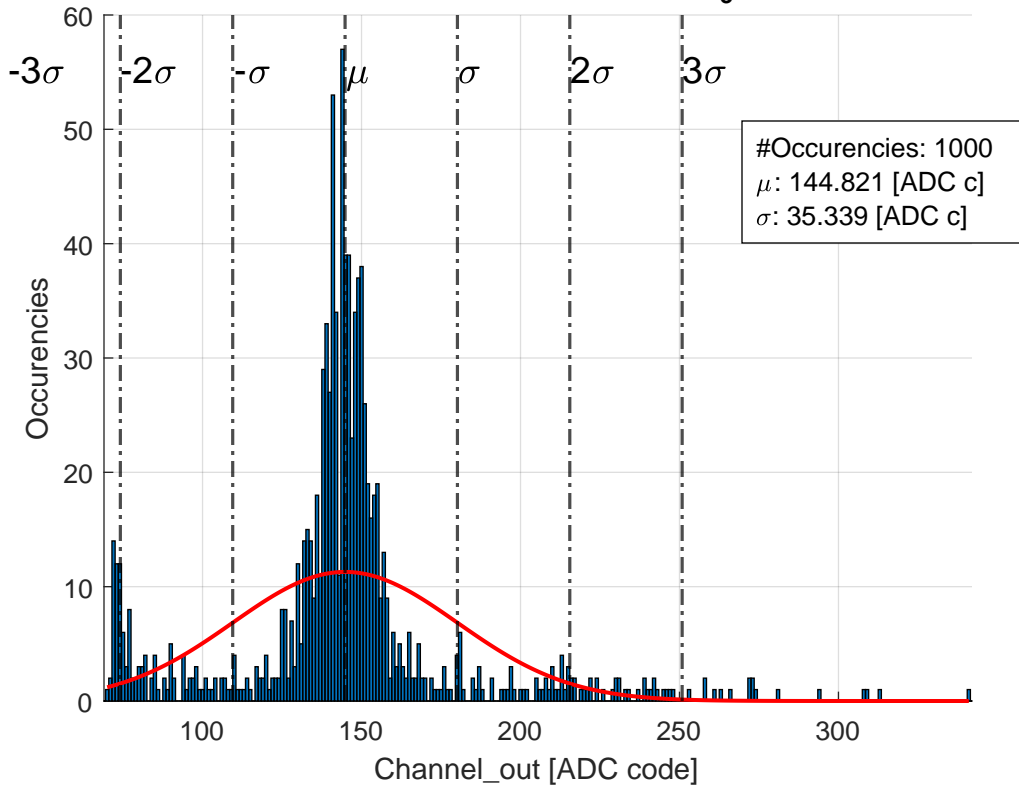 60
50
40
30
20
10
0
-3σ
-2σ
-σ
μ
σ
2σ
3σ
#Occurencies: 1000
μ: 144.821 [ADC c]
σ: 35.339 [ADC c]
Occurencies
100
150
200
250
300
Channel_out [ADC code]